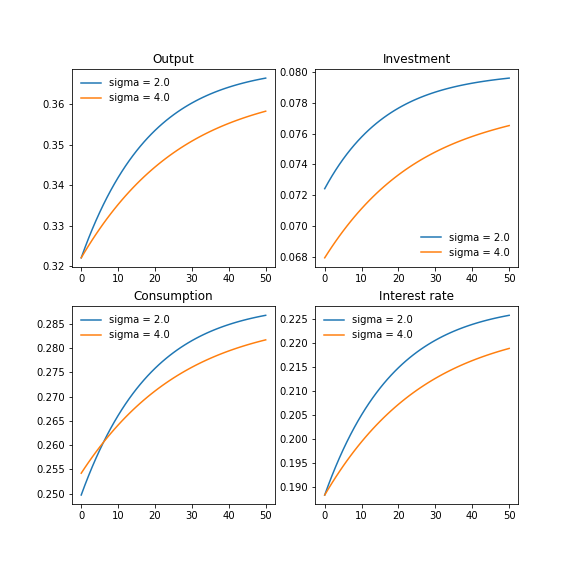 Output
sigma = 2.0
sigma = 4.0
0.36
0.35
0.34
0.33
0.32
0 10 20 30 40 50
Investment
0.080
0.078
0.076
0.074
0.072
0.070
0.068
sigma = 2.0
sigma = 4.0
0 10 20 30 40 50
Consumption
sigma = 2.0
sigma = 4.0
0.285
0.280
0.275
0.270
0.265
0.260
0.255
0.250
0 10 20 30 40 50
Interest rate
sigma = 2.0
sigma = 4.0
0.225
0.220
0.215
0.210
0.205
0.200
0.195
0.190
0 10 20 30 40 50